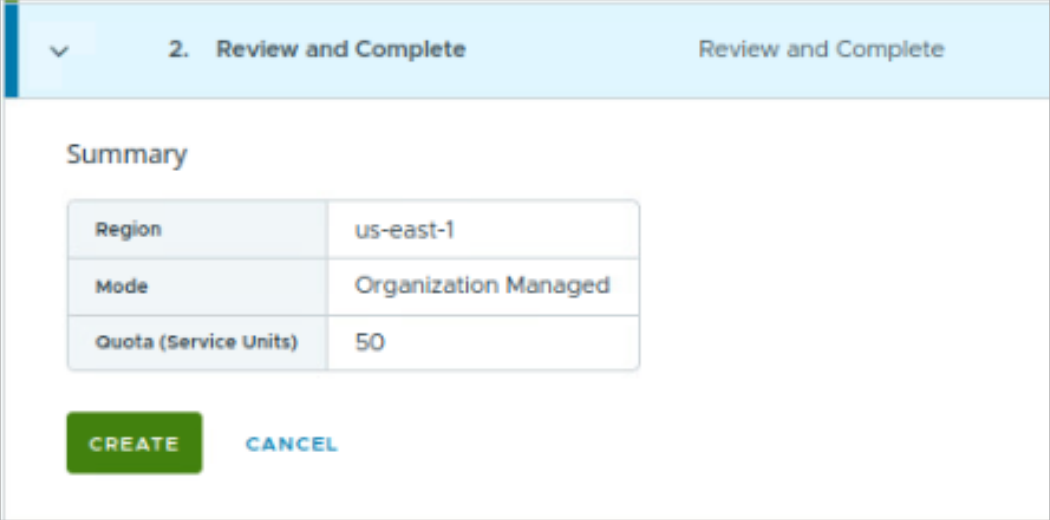 2. Review and Complete Review and Complete
Summary
Region us-east-1
Mode Organization Managed
Quota (Service Units) 50
CREATE CANCEL